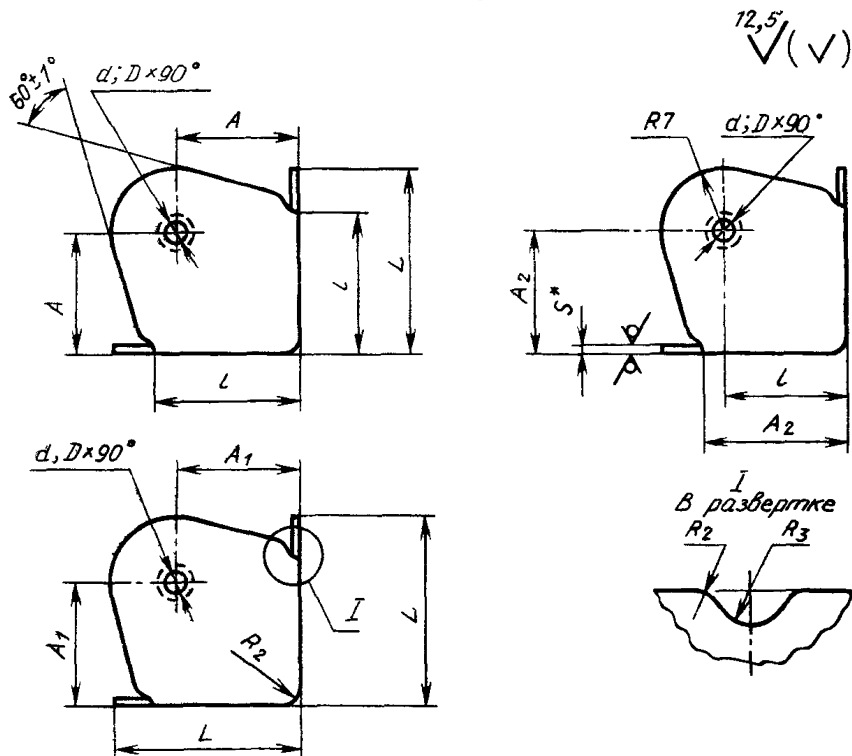 12,5 (✓)
60°±1°
d; D×90°
A
A
l
L
l
R7
d; D×90°
A2
S*
l
A2
d, D×90°
A1
A1
L
I
R2
L
I
В развертке
R2
R3